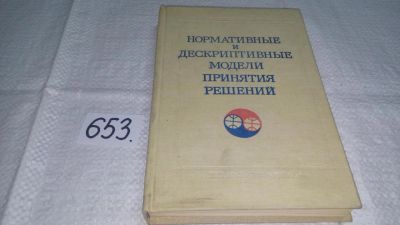 НОРМАТИВНЫЕ
И
ДЕСКРИПТИВНЫЕ
МОДЕЛИ
ПРИНЯТИЯ
РЕШЕНИЙ
653.